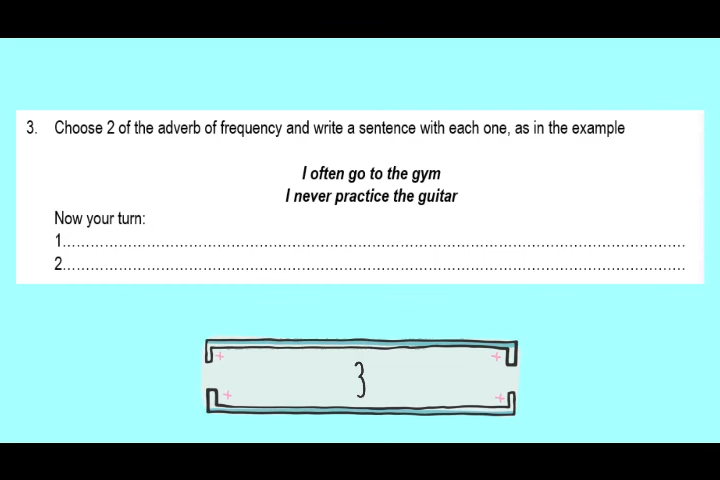 3. Choose 2 of the adverb of frequency and write a sentence with each one, as in the example
I often go to the gym
I never practice the guitar
Now your turn:
1...............................................................................................................................
2...............................................................................................................................
3